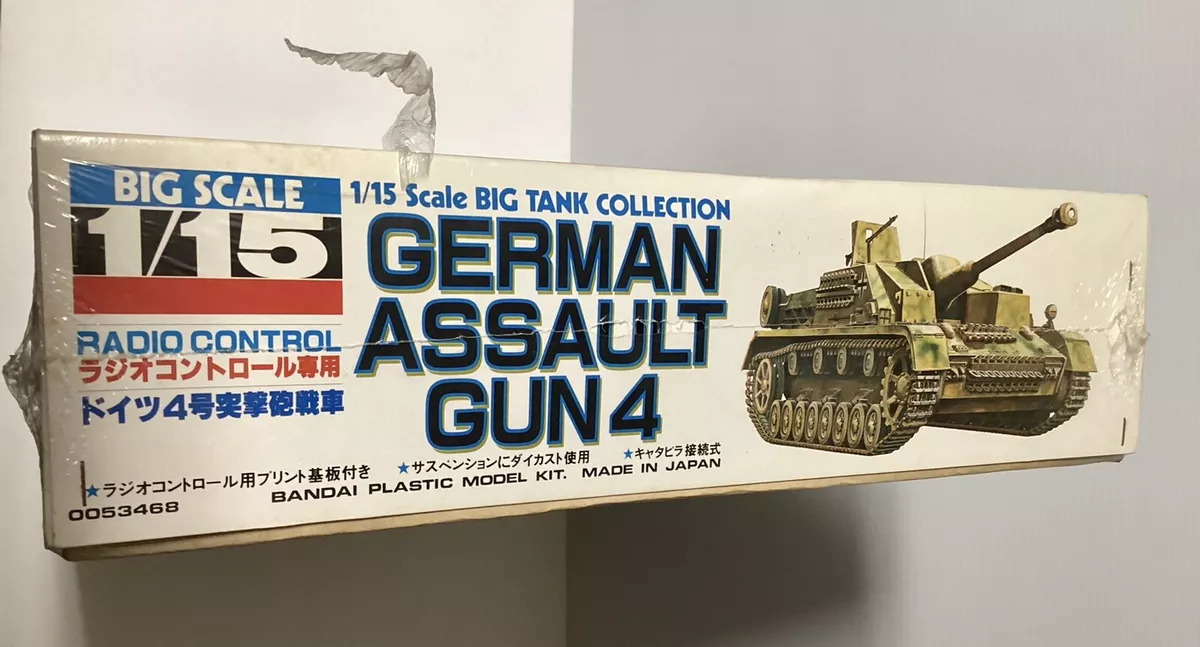 BIG SCALE
1/15
RADIO CONTROL
ラジオコントロール専用
ドイツ4号突撃砲戦車
1/15 Scale BIG TANK COLLECTION
GERMAN
ASSAULT
GUN 4
★ラジオコントロール用プリント基板付き ★サスペンションにダイカスト使用 ★キャタピラ接続式
BANDAI PLASTIC MODEL KIT. MADE IN JAPAN
0053468